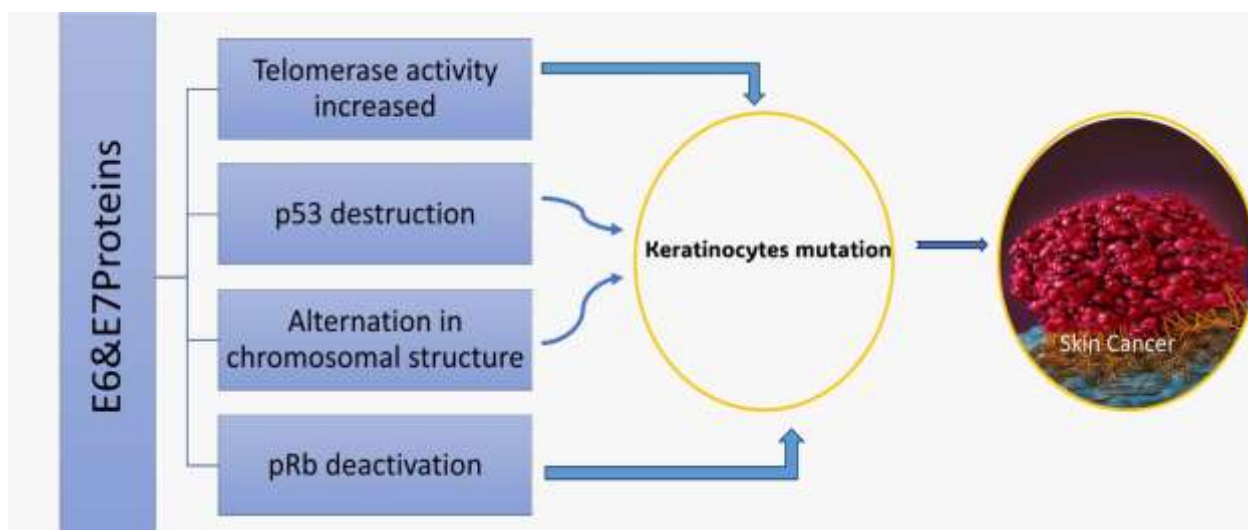 E6&E7Proteins
Telomerase activity
increased
p53 destruction
Alternation in
chromosomal structure
pRb deactivation
Keratinocytes mutation
Skin Cancer